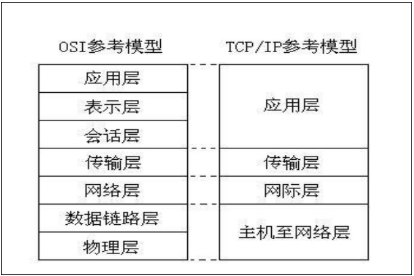 OSI参考模型 TCP/IP参考模型
应用层
表示层
会话层
传输层
网络层
数据链路层
物理层
应用层
传输层
网际层
主机至网络层